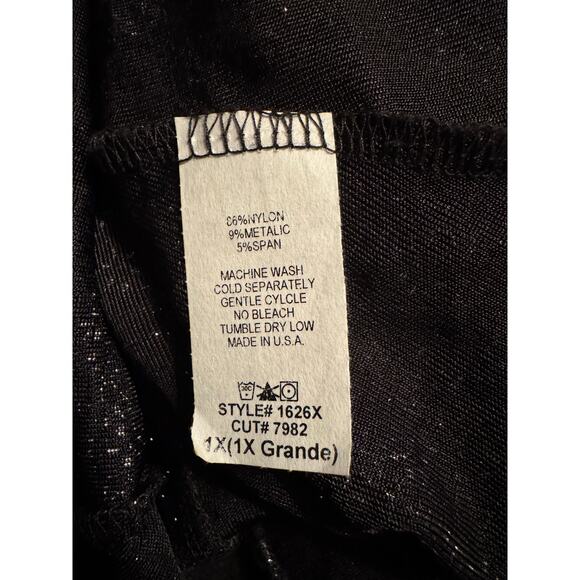 86%NYLON
9%METALIC
5%SPAN
MACHINE WASH
COLD SEPARATELY
GENTLE CYLCLE
NO BLEACH
TUMBLE DRY LOW
MADE IN U.S.A.
STYLE# 1626X
CUT# 7982
1X(1X Grande)